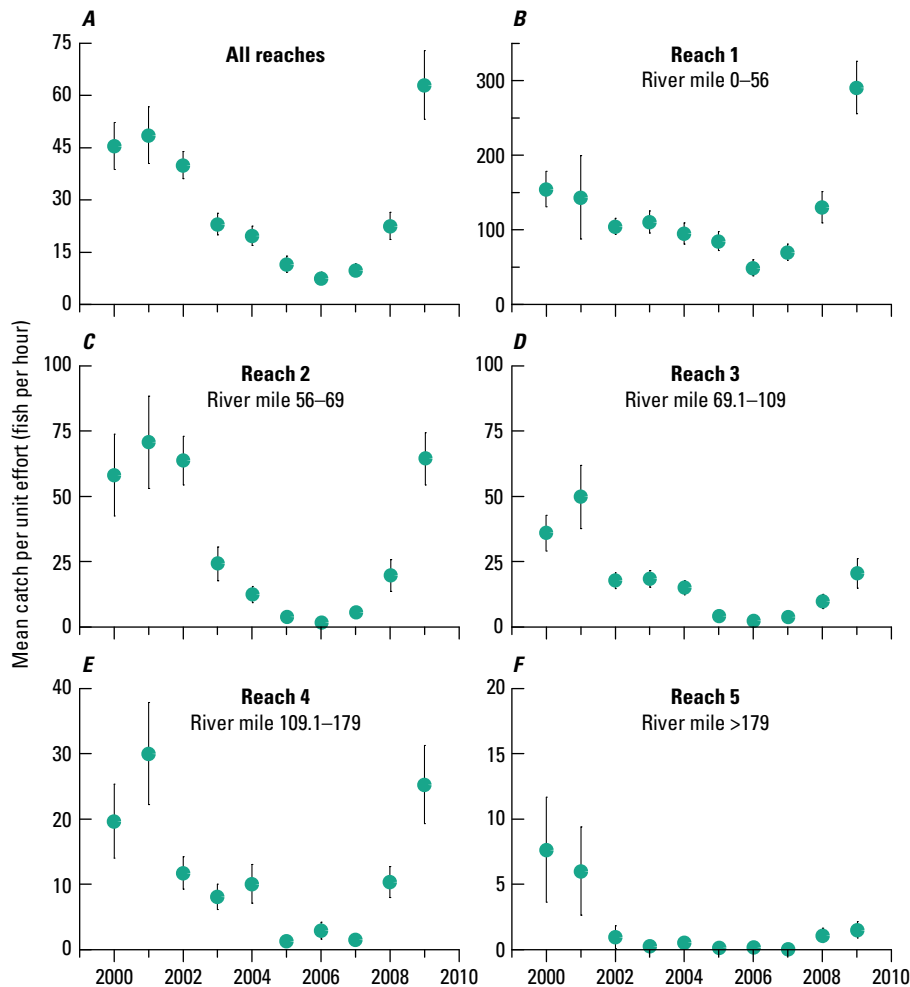 A
All reaches
75
60
45
30
15
0
B
Reach 1
River mile 0–56
300
200
150
100
0
C
Reach 2
River mile 56–69
100
75
50
25
0
D
Reach 3
River mile 69.1–109
100
75
50
25
0
E
Reach 4
River mile 109.1–179
40
30
20
10
0
2000 2002 2004 2006 2008 2010
F
Reach 5
River mile >179
20
15
10
5
0
2000 2002 2004 2006 2008 2010
Mean catch per unit effort (fish per hour)